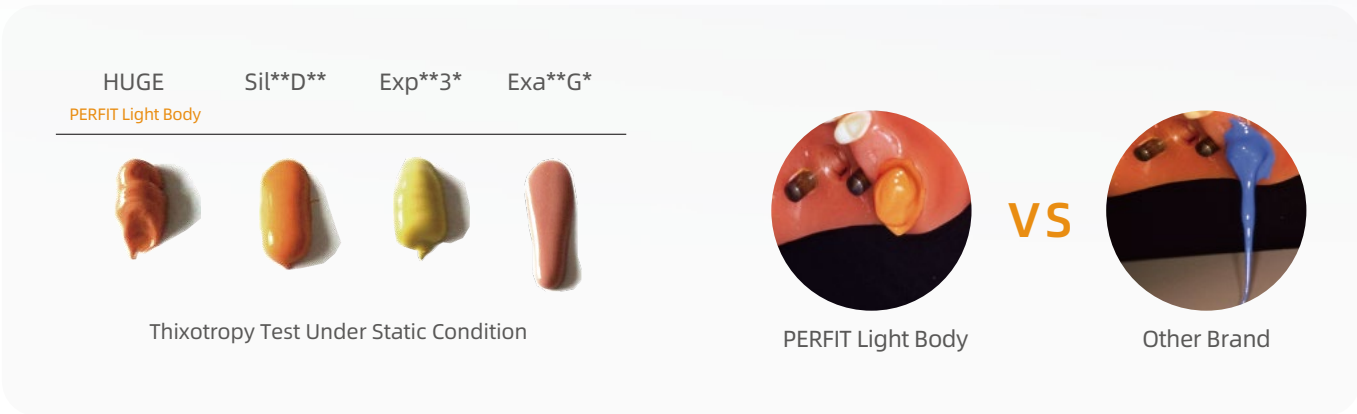 HUGE
Sil**D**
Exp**3*
Exa**G*
PERFIT Light Body
Thixotropy Test Under Static Condition
VS
PERFIT Light Body
Other Brand